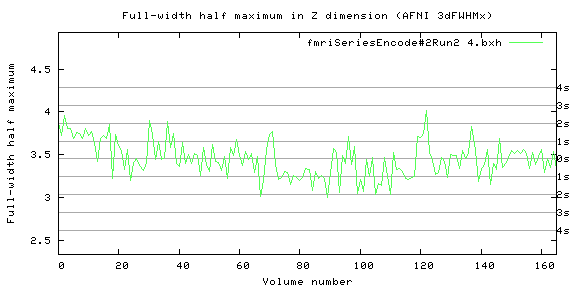 Full-width half maximum in Z dimension (AFNI 3dFWHMx)
fmriSeriesEncode#2Run2 4.bxh
Full-width half maximum
4.5
4
3.5
3
2.5
4s
3s
2s
1s
0s
1s
2s
3s
4s
0 20 40 60 80 100 120 140 160
Volume number